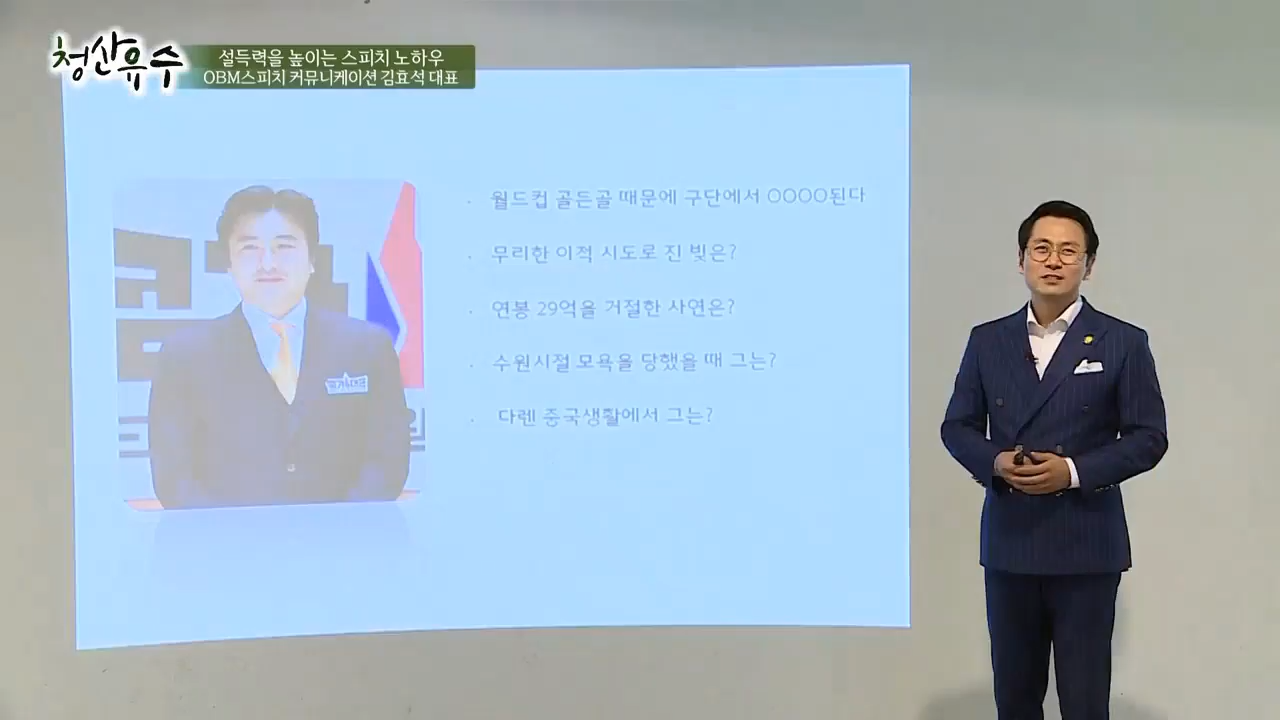 청산유수
설득력을 높이는 스피치 노하우
OBM스피치 커뮤니케이션 김효석 대표
· 월드컵 골든골 때문에 구단에서 OOOO된다
· 무리한 이적 시도로 진 빚은?
· 연봉 29억을 거절한 사연은?
· 수원시절 모욕을 당했을 때 그는?
· 다렌 중국생활에서 그는?